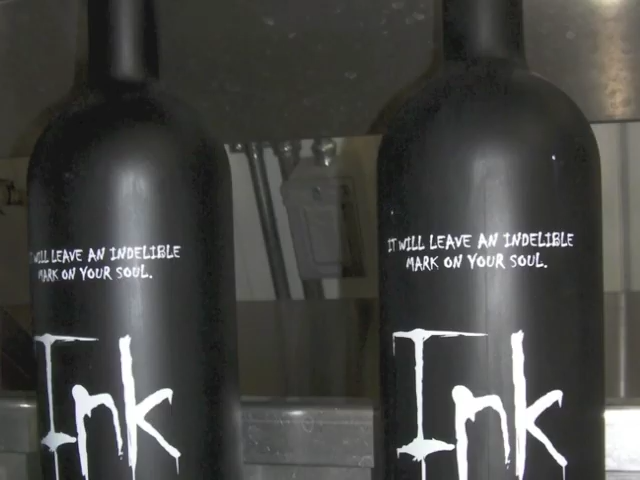 IT WILL LEAVE AN INDELIBLE
MARK ON YOUR SOUL.
Ink
IT WILL LEAVE AN INDELIBLE
MARK ON YOUR SOUL.
Ink